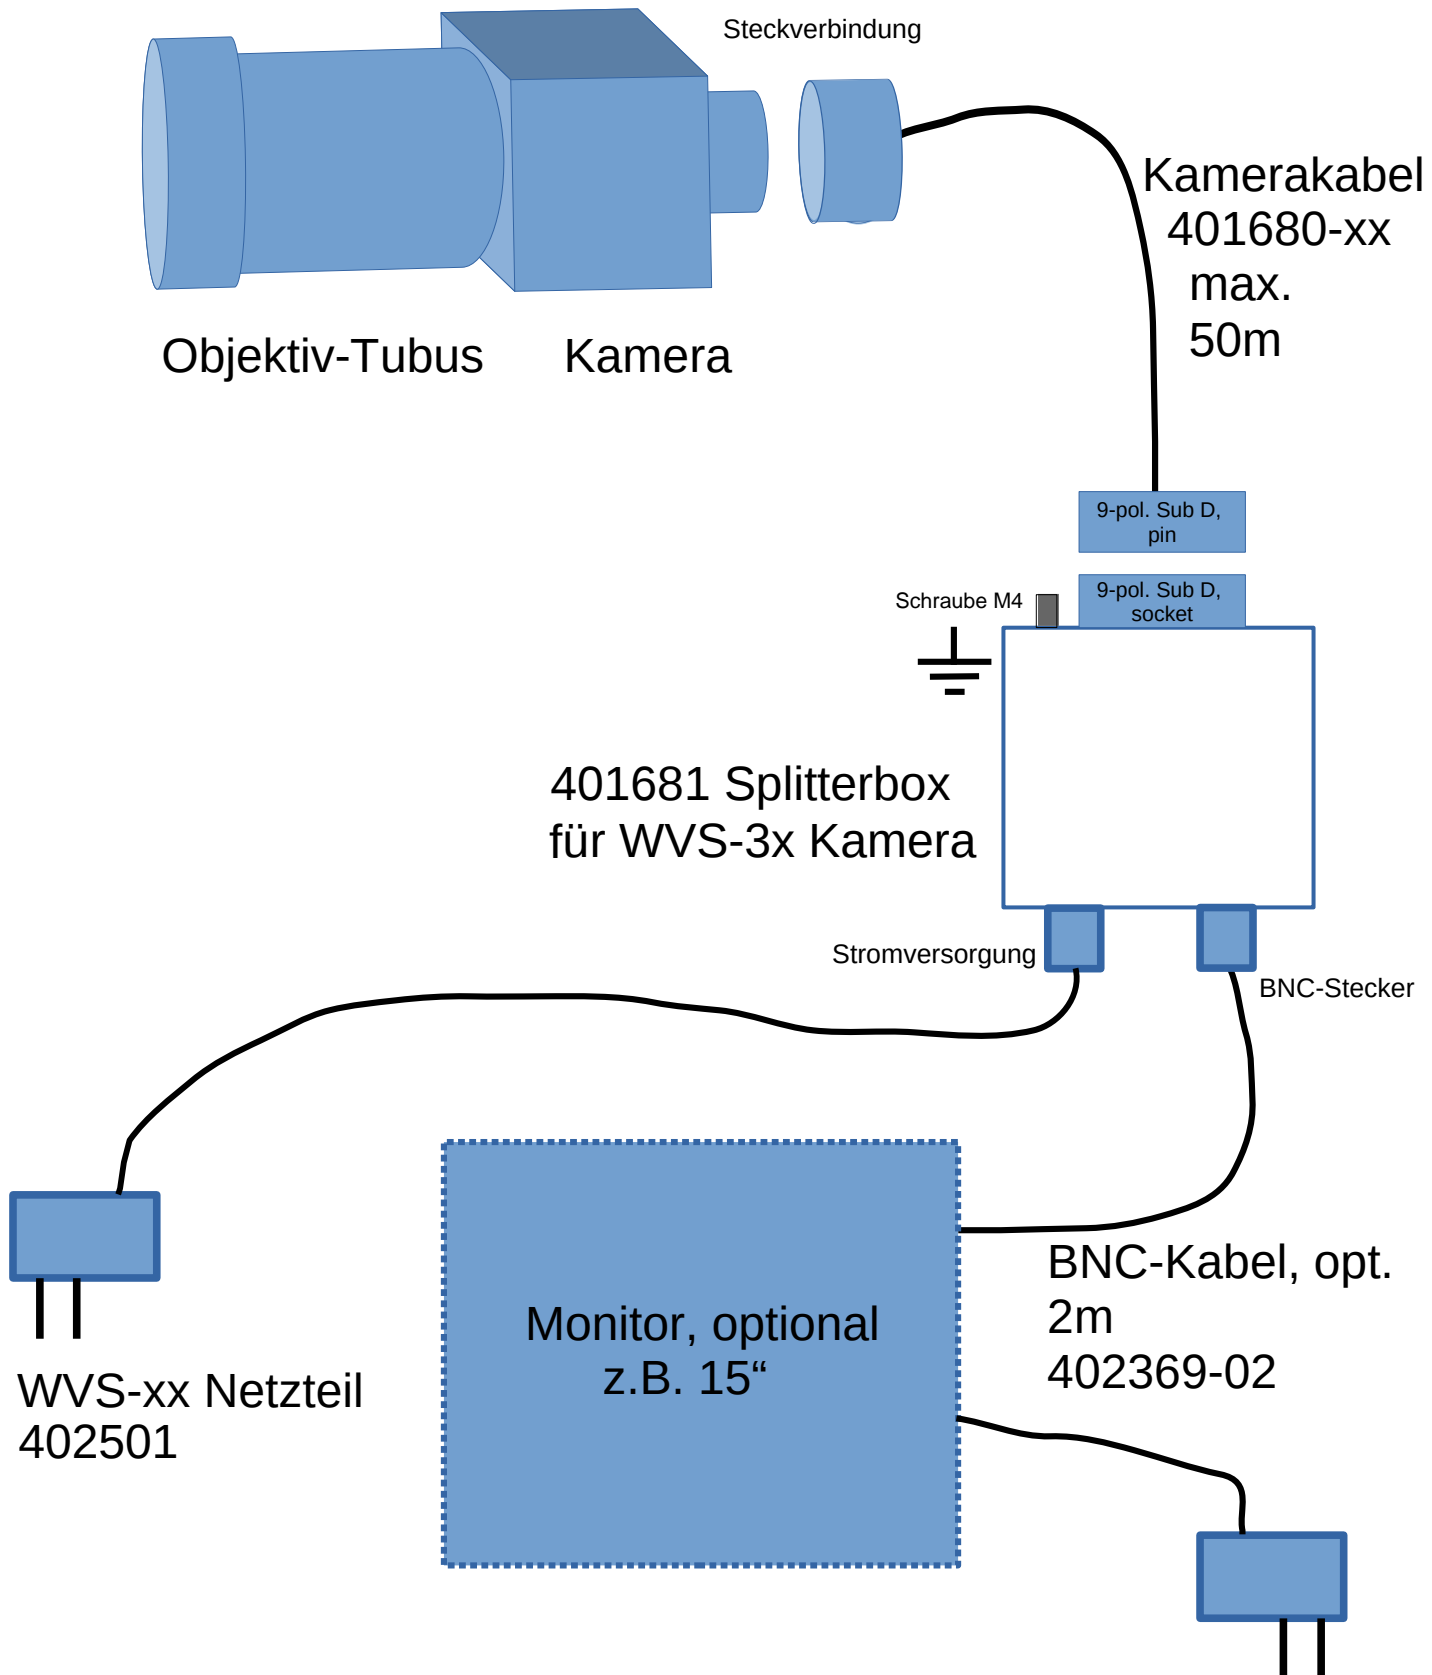 Steckverbindung
Kamerakabel
401680-xx
max.
50m
Objektiv-Tubus
Kamera
9-pol. Sub D,
pin
Schraube M4
9-pol. Sub D,
socket
401681 Splitterbox
für WVS-3x Kamera
Stromversorgung
BNC-Stecker
Monitor, optional
z.B. 15“
BNC-Kabel, opt.
2m
402369-02
WVS-xx Netzteil
402501